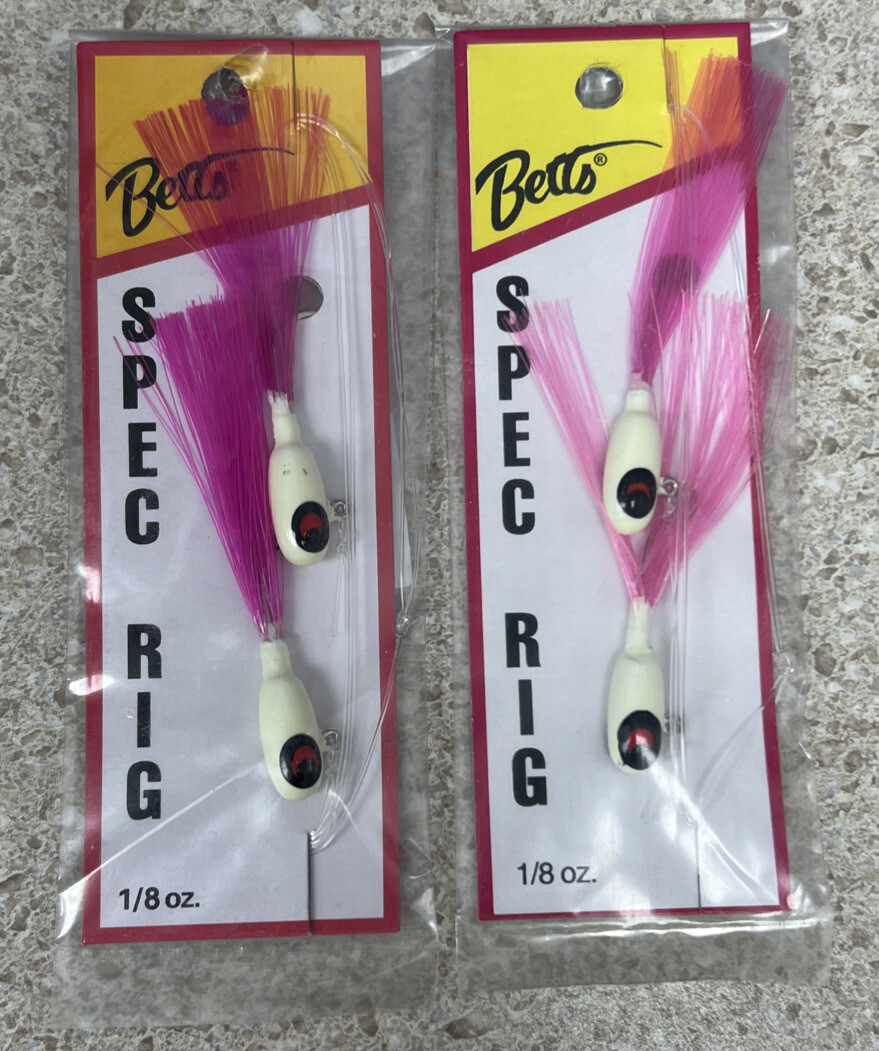 Betts
SPEC
RIG
1/8 oz.
Betts®
SPEC
RIG
1/8 oz.